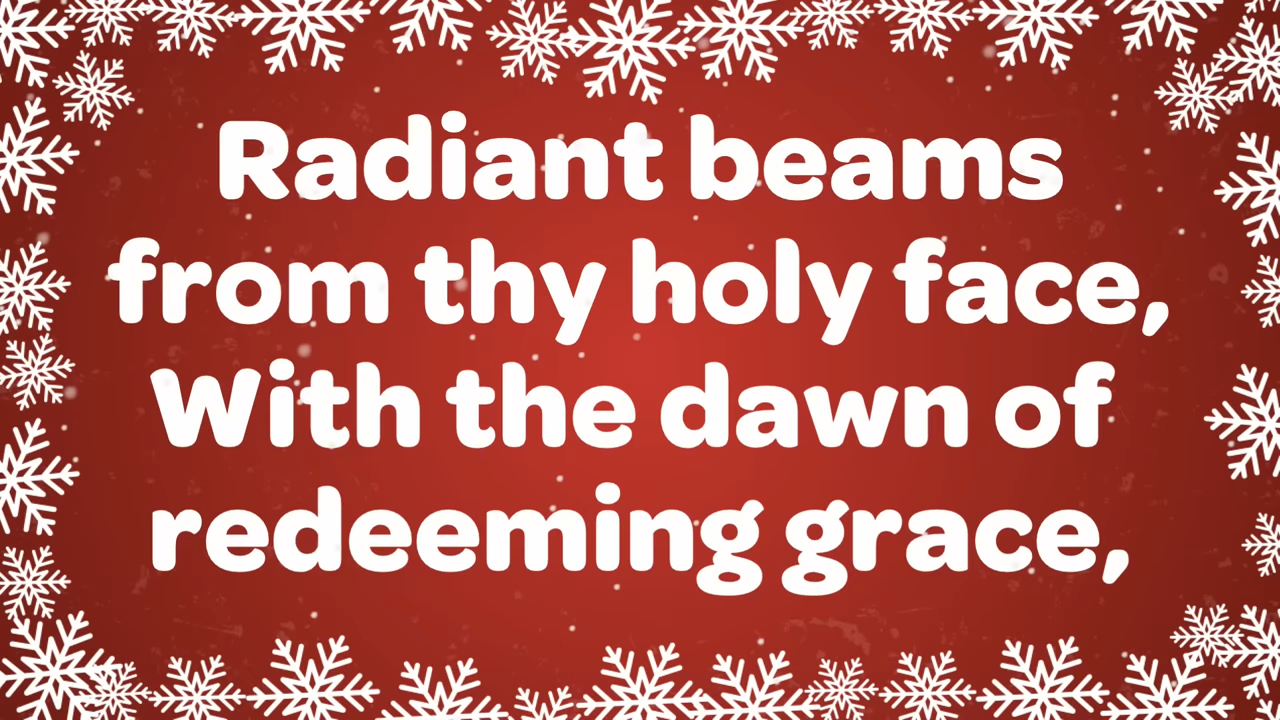 Radiant beams
from thy holy face,
With the dawn of
redeeming grace,